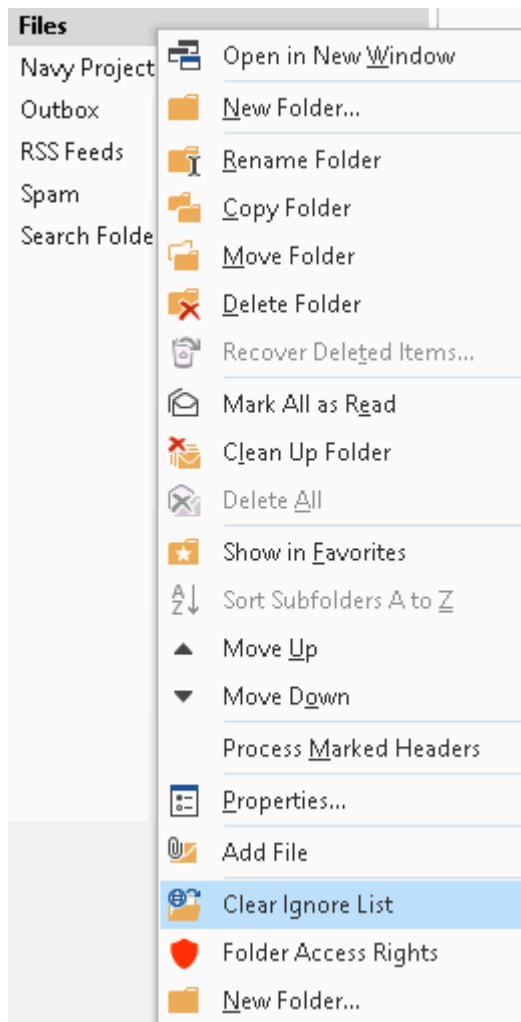 Files
Navy Project
Outbox
RSS Feeds
Spam
Search Folde
Open in New Window
New Folder...
Rename Folder
Copy Folder
Move Folder
Delete Folder
Recover Deleted Items...
Mark All as Read
Clean Up Folder
Delete All
Show in Favorites
Sort Subfolders A to Z
Move Up
Move Down
Process Marked Headers
Properties...
Add File
Clear Ignore List
Folder Access Rights
New Folder...